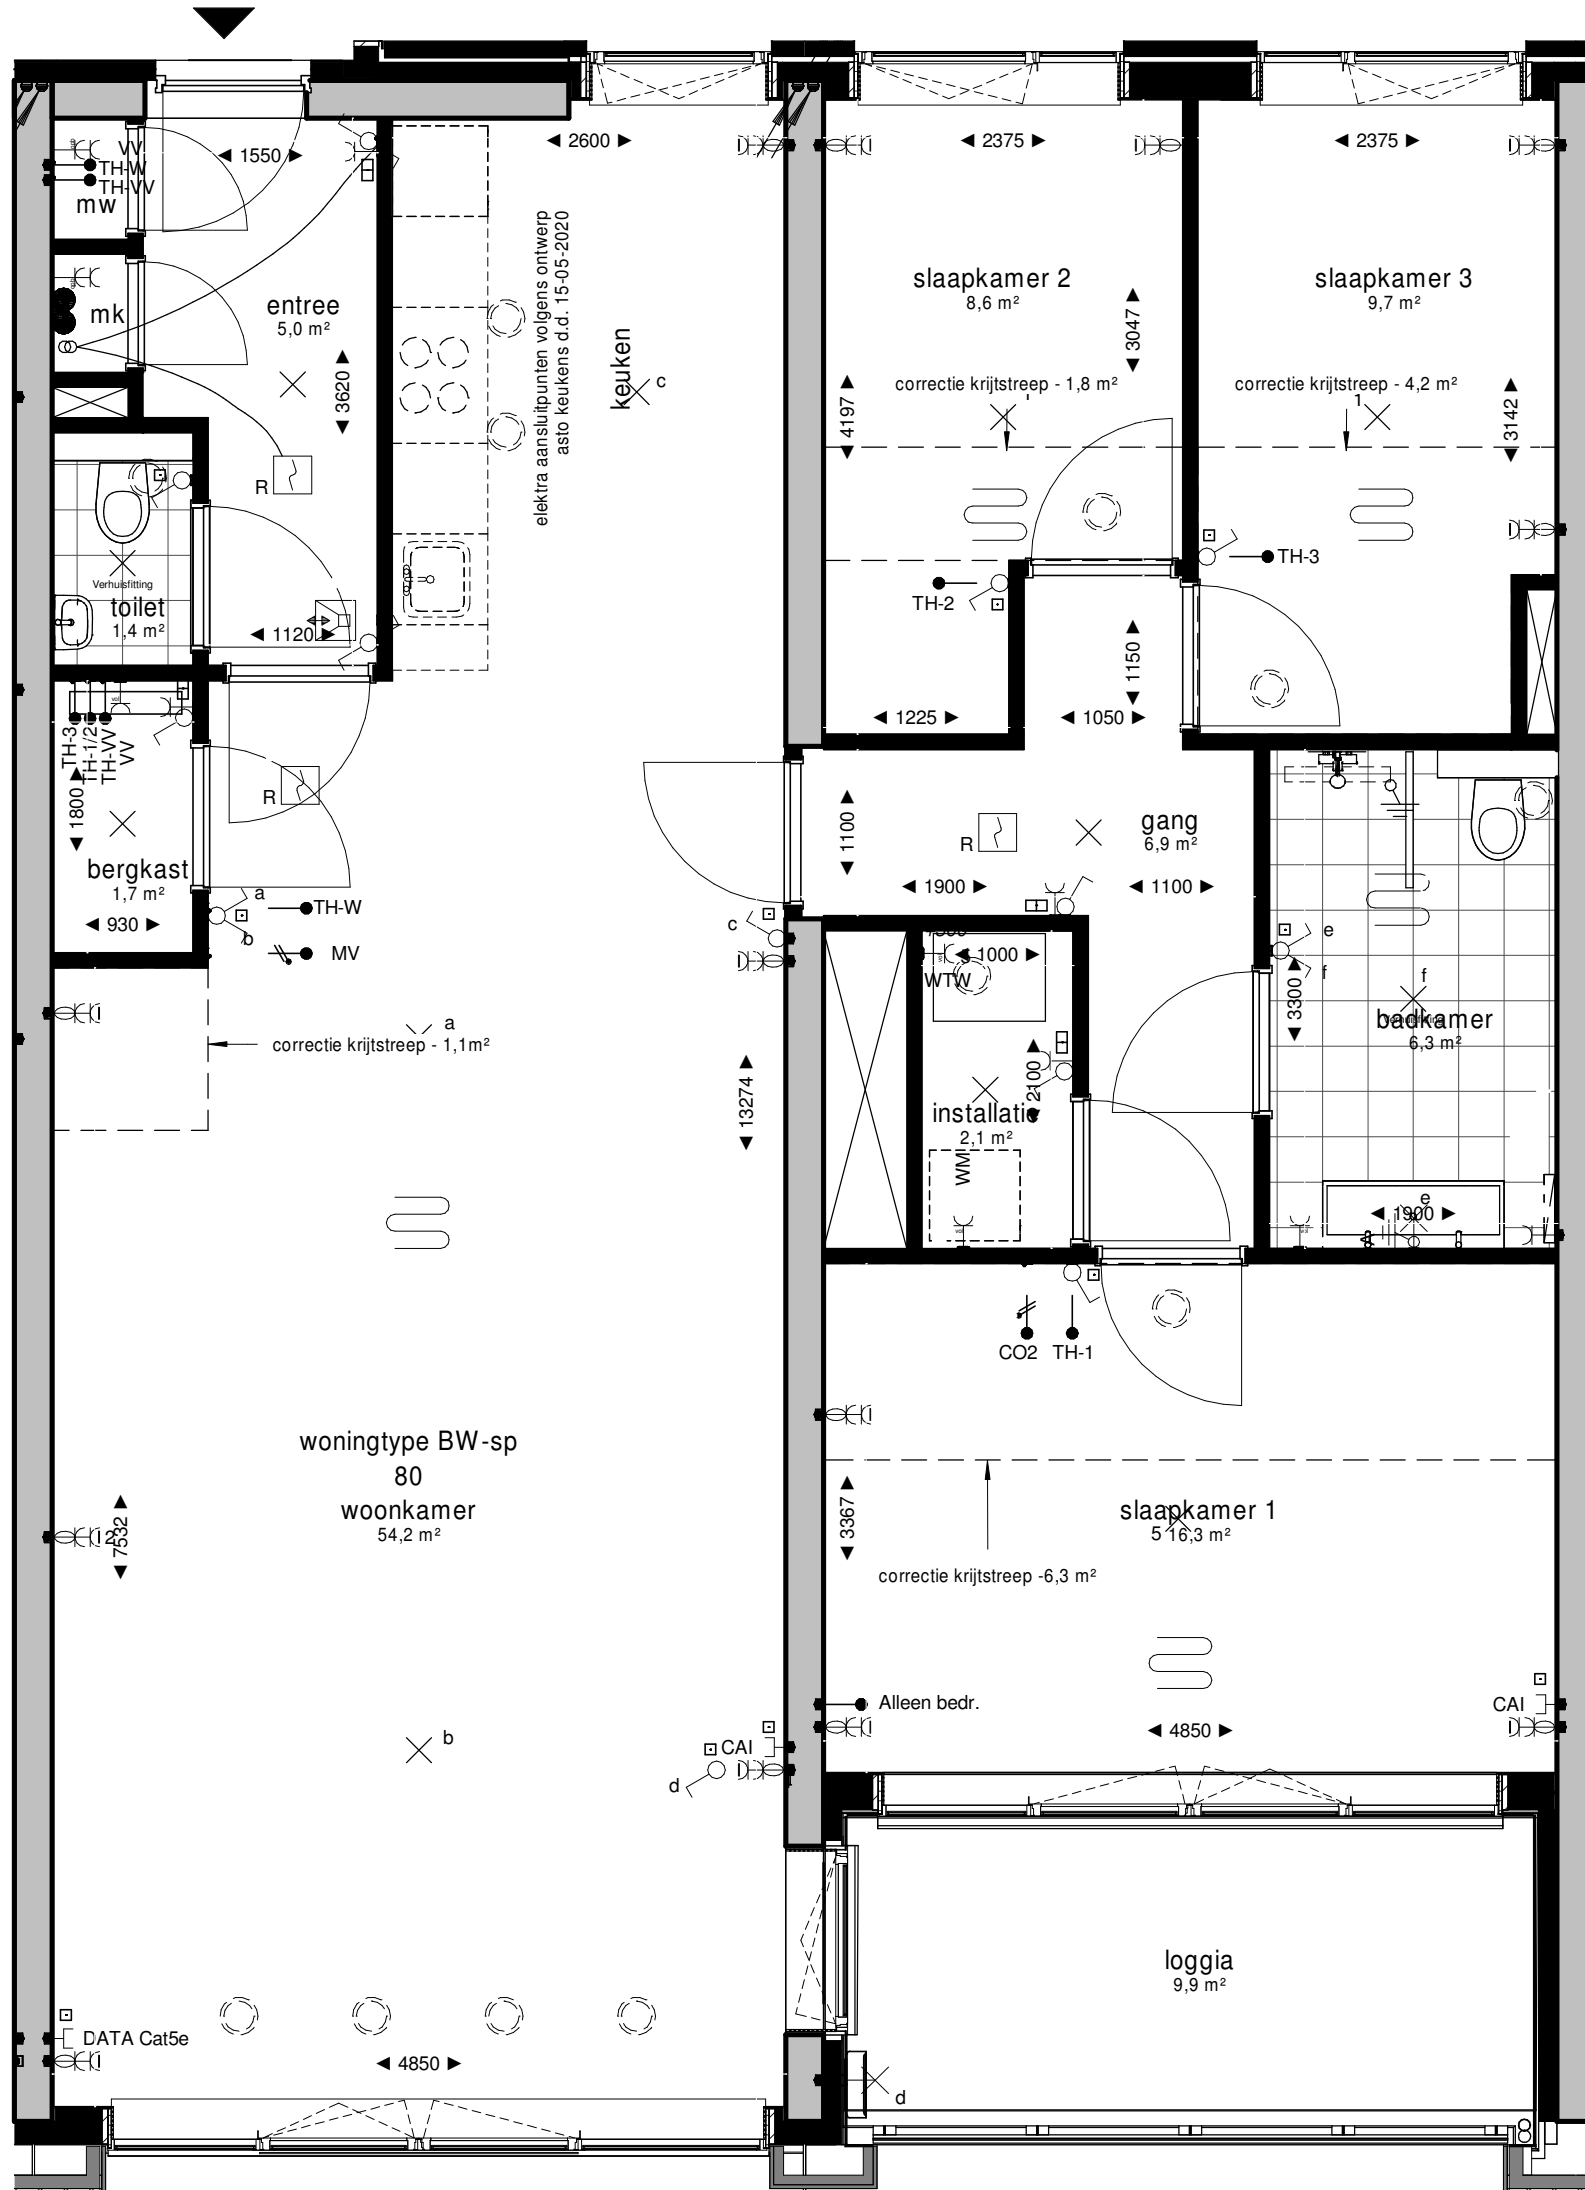 VV
TH-W
TH-VV
mw
◄ 1550 ►
◄ 2600 ►
◄ 2375 ►
◄ 2375 ►
mk
entree
5,0 m²
◄ 3620 ►
elektra aansluitpunten volgens ontwerp
asto keukens d.d. 15-05-2020
keuken
c
slaapkamer 2
8,6 m²
◄ 3047 ►
slaapkamer 3
9,7 m²
correctie krijtstreep - 1,8 m²
correctie krijtstreep - 4,2 m²
◄ 4197 ►
◄ 3142 ►
R
Verhuisfitting
toilet
1,4 m²
◄ 1120 ►
TH-2
TH-3
◄ 1150 ►
◄ 1225 ►
◄ 1050 ►
TH-3
TH-1/2
TH-VV
VV
◄ 1800 ►
R
bergkast
1,7 m²
◄ 930 ►
a
b
TH-W
MV
c
◄ 1100 ►
R
gang
6,9 m²
◄ 1900 ►
◄ 1100 ►
◄ 1000 ►
WTW
e
f
f
◄ 3300 ►
badkamer
6,3 m²
a
correctie krijtstreep - 1,1m²
◄ 13274 ►
◄ 2100 ►
installatie
2,1 m²
WM
e
◄ 1900 ►
CO2
TH-1
woningtype BW-sp
80
woonkamer
54,2 m²
◄ 7532 ►
2
◄ 3367 ►
slaapkamer 1
5 16,3 m²
correctie krijtstreep -6,3 m²
Alleen bedr.
CAI
◄ 4850 ►
b
CAI
d
loggia
9,9 m²
DATA Cat5e
◄ 4850 ►
d